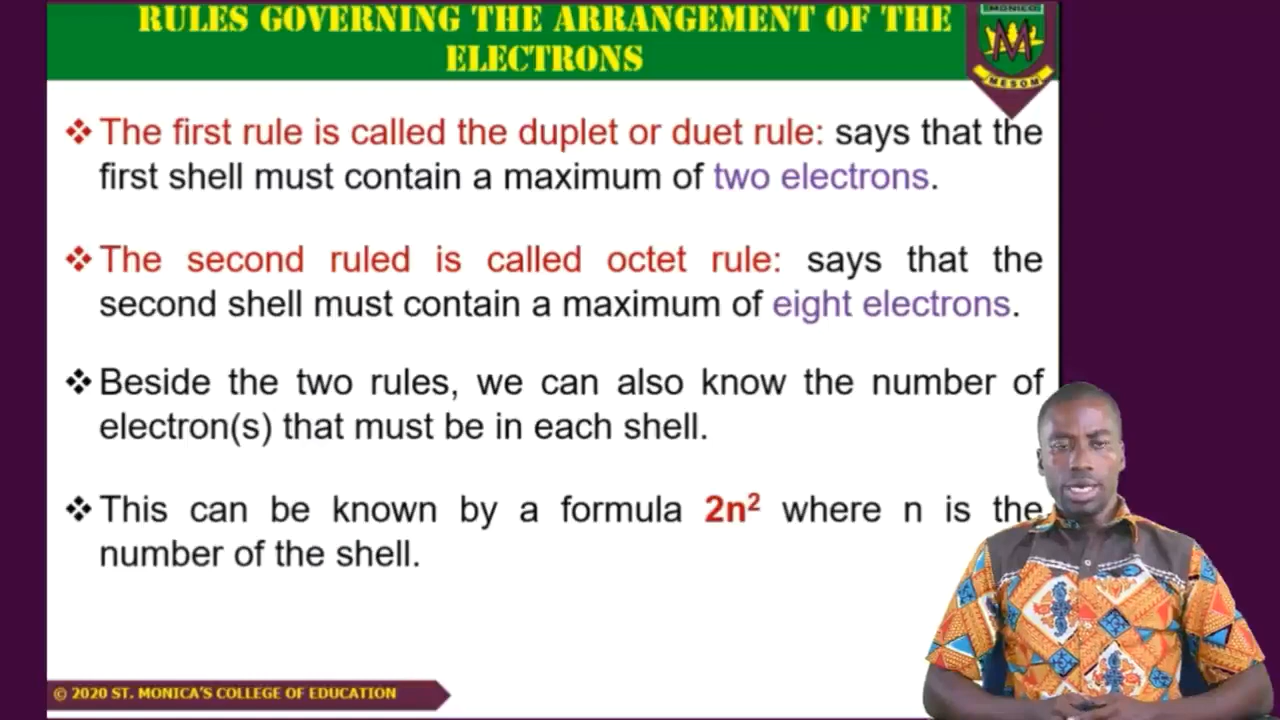 RULES GOVERNING THE ARRANGEMENT OF THE
ELECTRONS
MONICO
M
MESOM
❖ The first rule is called the duplet or duet rule: says that the
first shell must contain a maximum of two electrons.
❖ The second ruled is called octet rule: says that the
second shell must contain a maximum of eight electrons.
❖ Beside the two rules, we can also know the number of
electron(s) that must be in each shell.
❖ This can be known by a formula 2n² where n is the
number of the shell.
© 2020 ST. MONICA'S COLLEGE OF EDUCATION